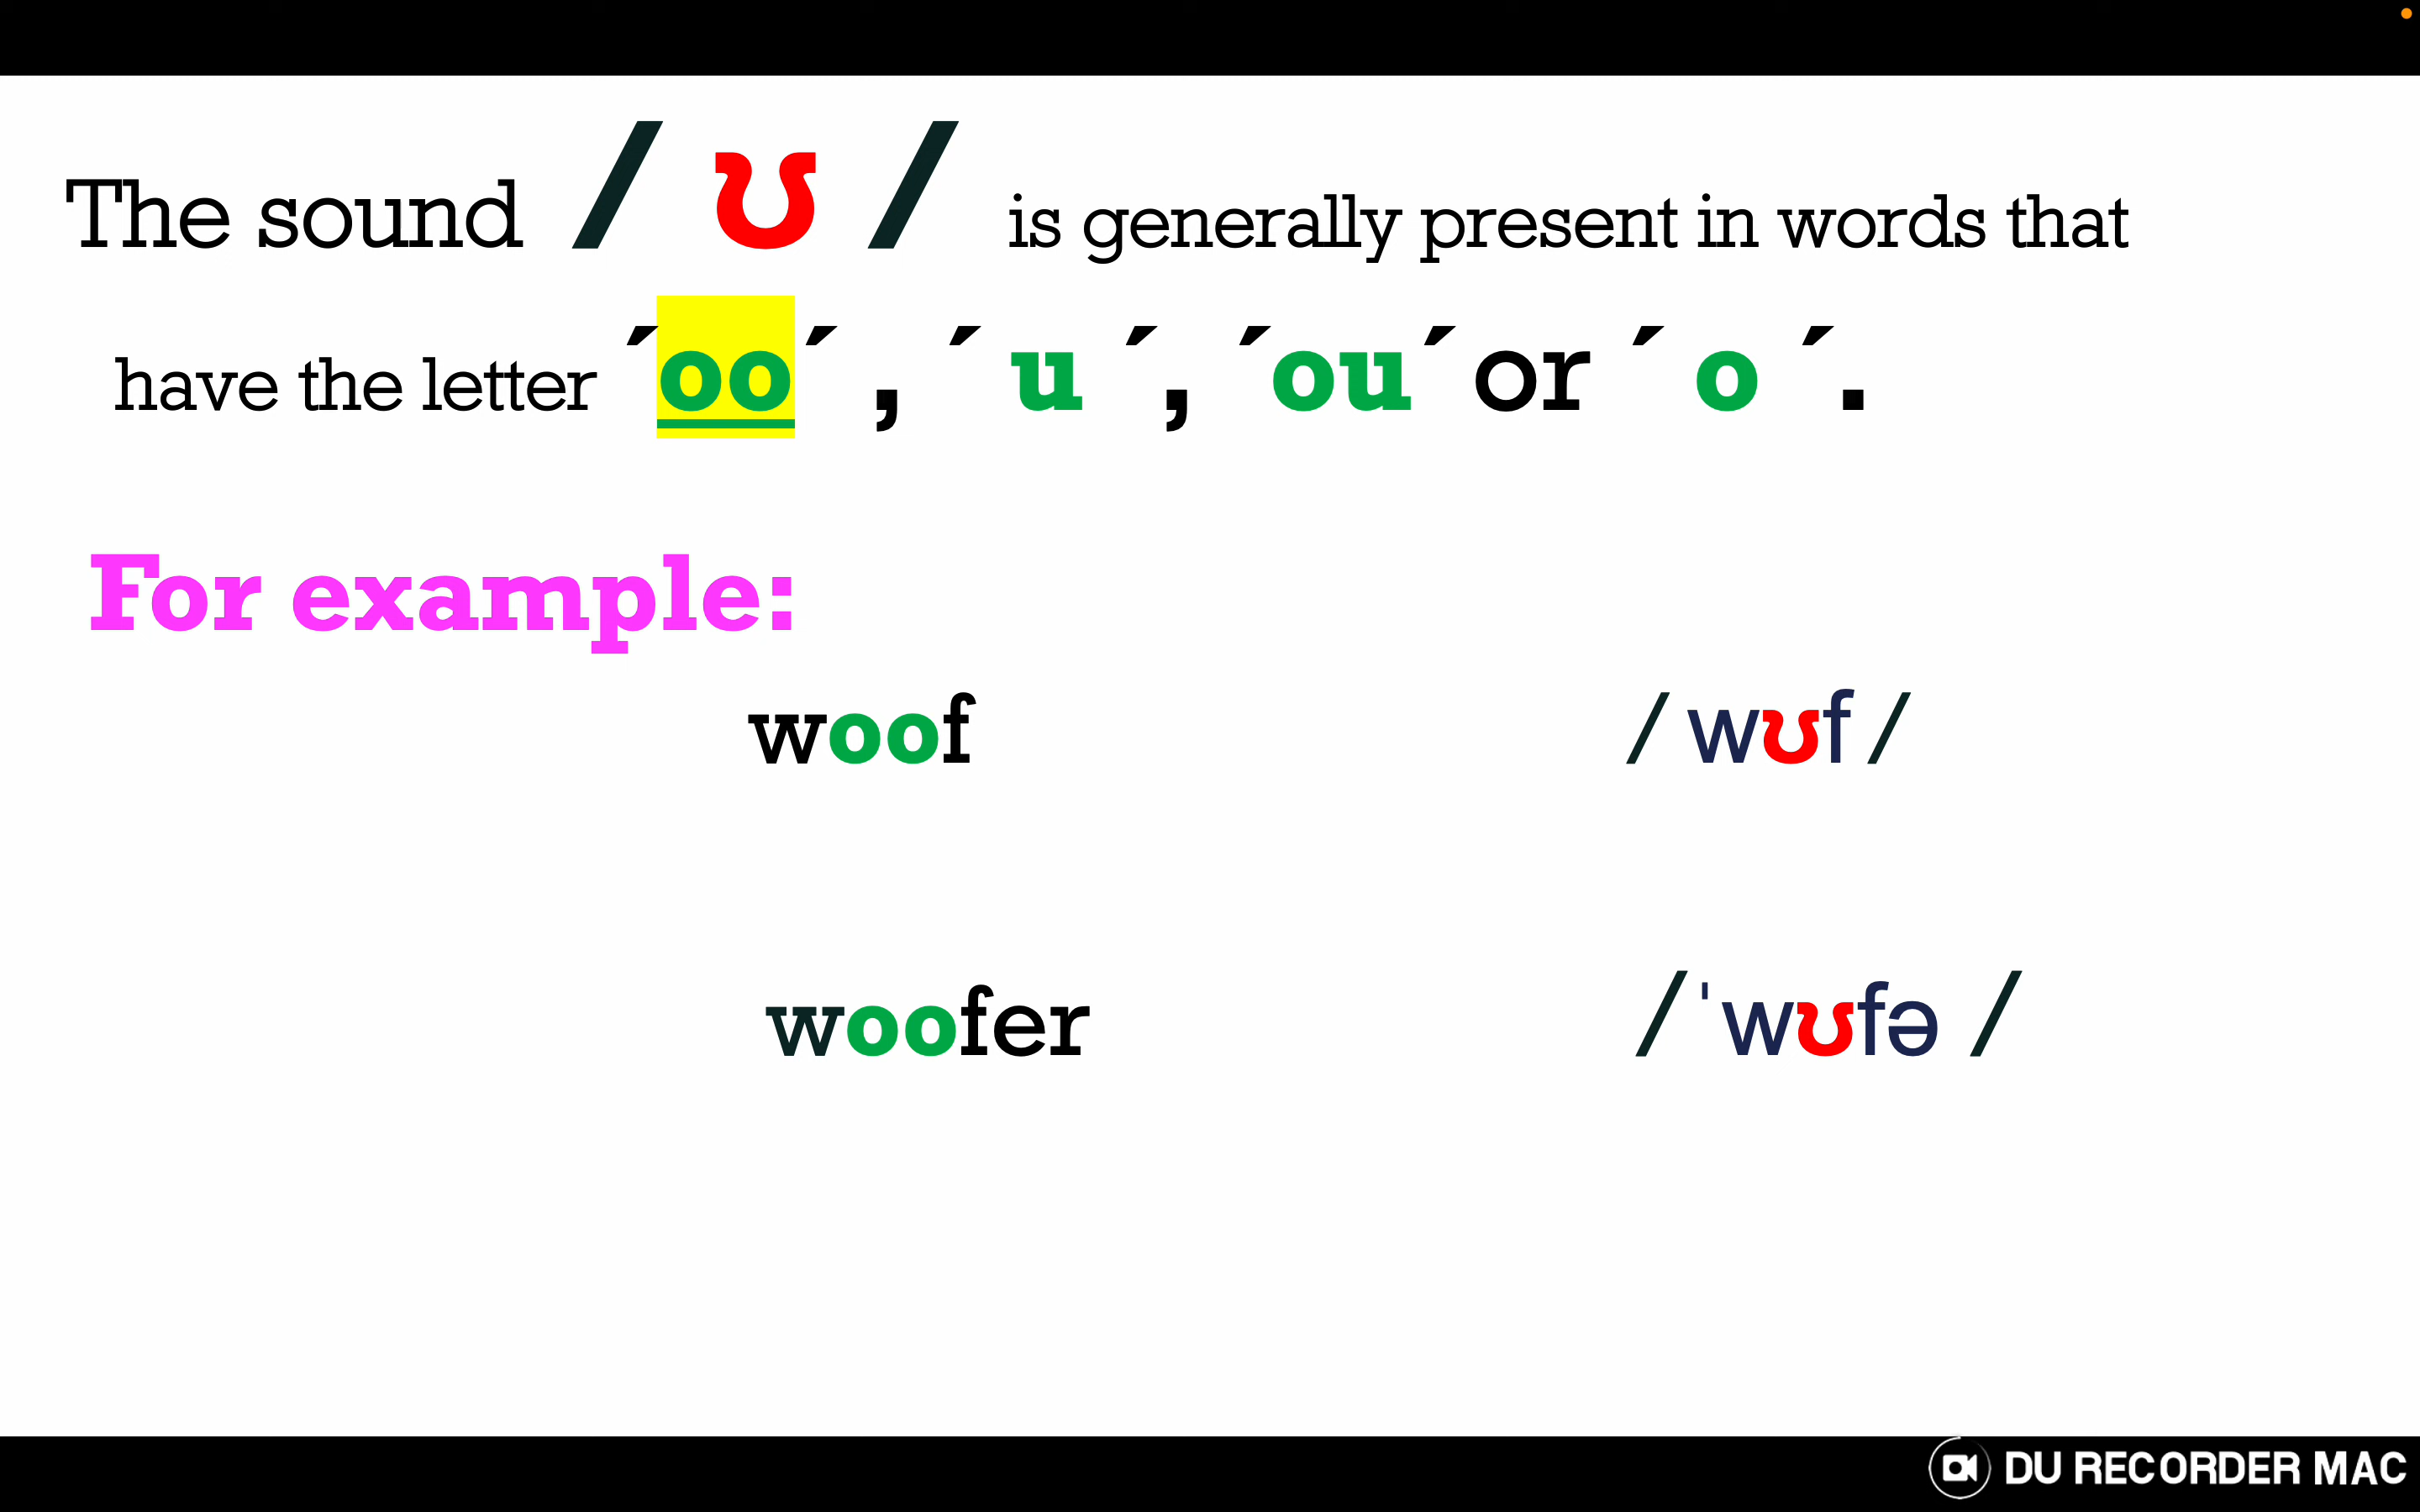 The sound / ʊ / is generally present in words that
have the letter ´oo´, ´ u ´, ´ou´ or ´ o ´.
For example:
woof /wʊf/
woofer /ˈwʊfə /
DU RECORDER MAC